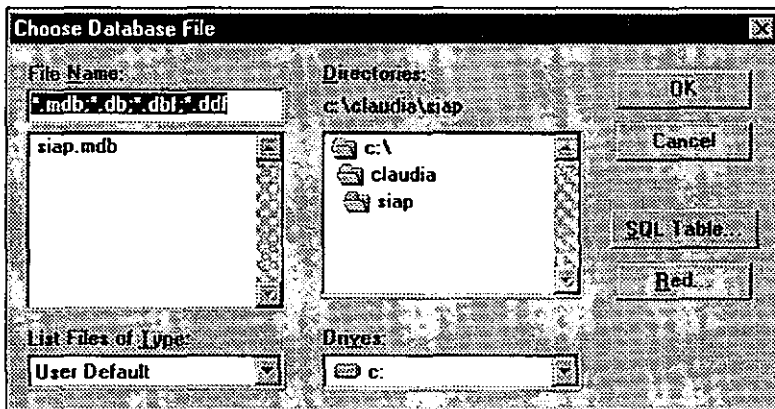 Choose Database File
File Name:
*.mdb;*.db;*.dbf;*.ddf
siap.mdb
List Files of Type:
User Default
Directories:
c:\claudia\siap
c:\
claudia
siap
Drives:
c:
OK
Cancel
SQL Table...
Red...